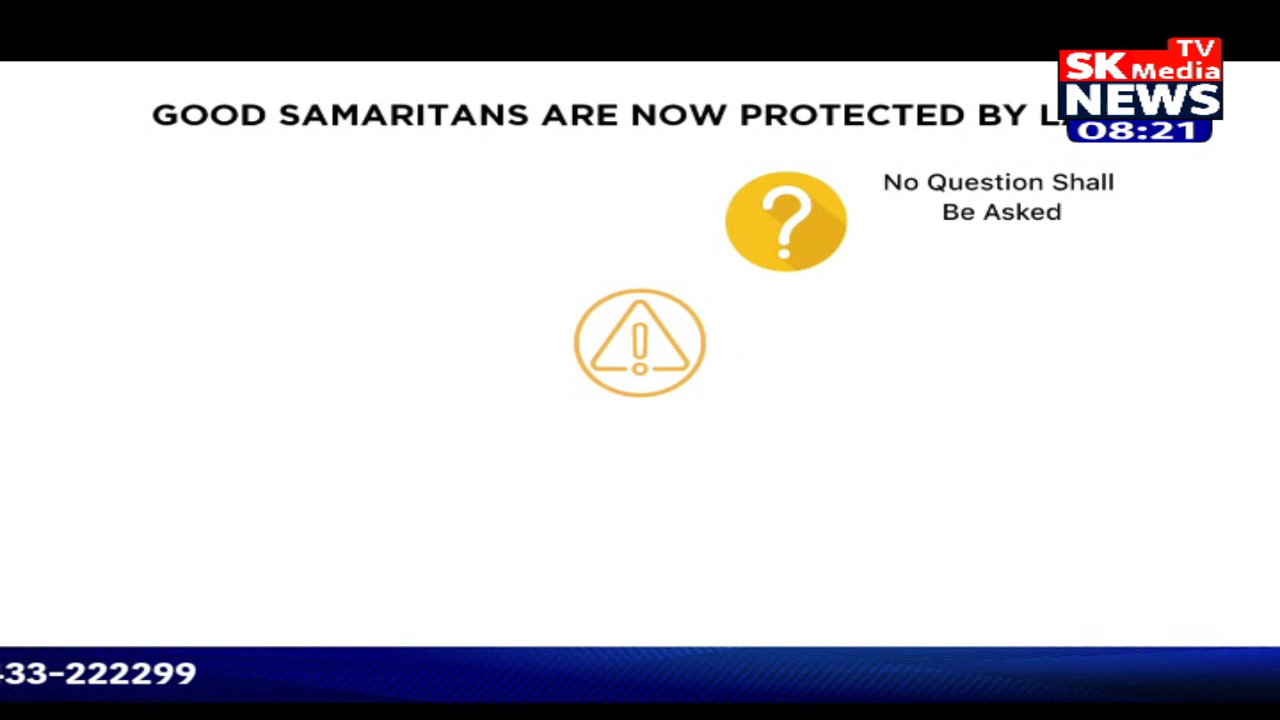 TV
SK Media
NEWS
08:21
GOOD SAMARITANS ARE NOW PROTECTED BY
No Question Shall
Be Asked
33-222299